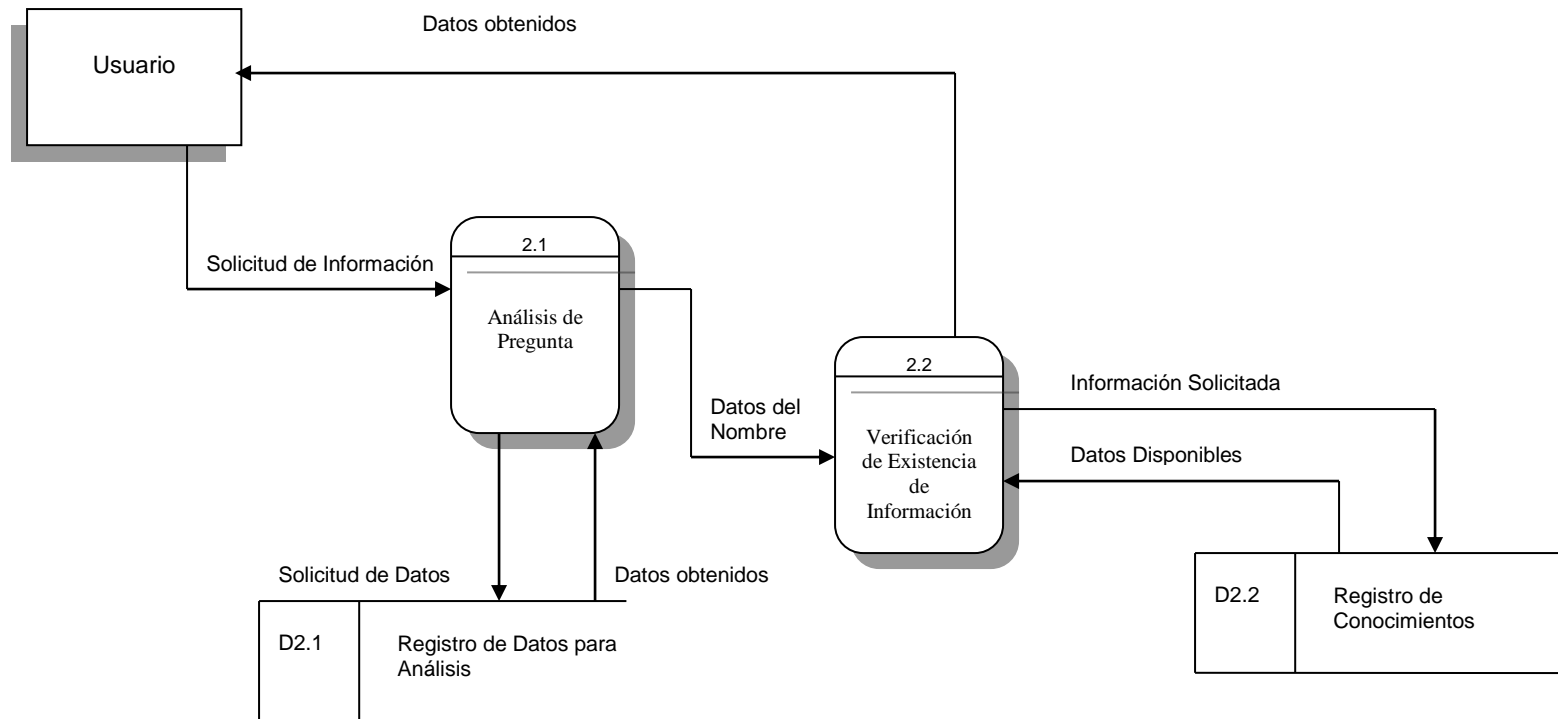 Datos obtenidos
Usuario
2.1
Solicitud de Información
Análisis de
Pregunta
2.2
Información Solicitada
Datos del
Nombre
Verificación
de Existencia
de
Información
Datos Disponibles
Solicitud de Datos
Datos obtenidos
D2.1
Registro de Datos para
Análisis
D2.2
Registro de
Conocimientos